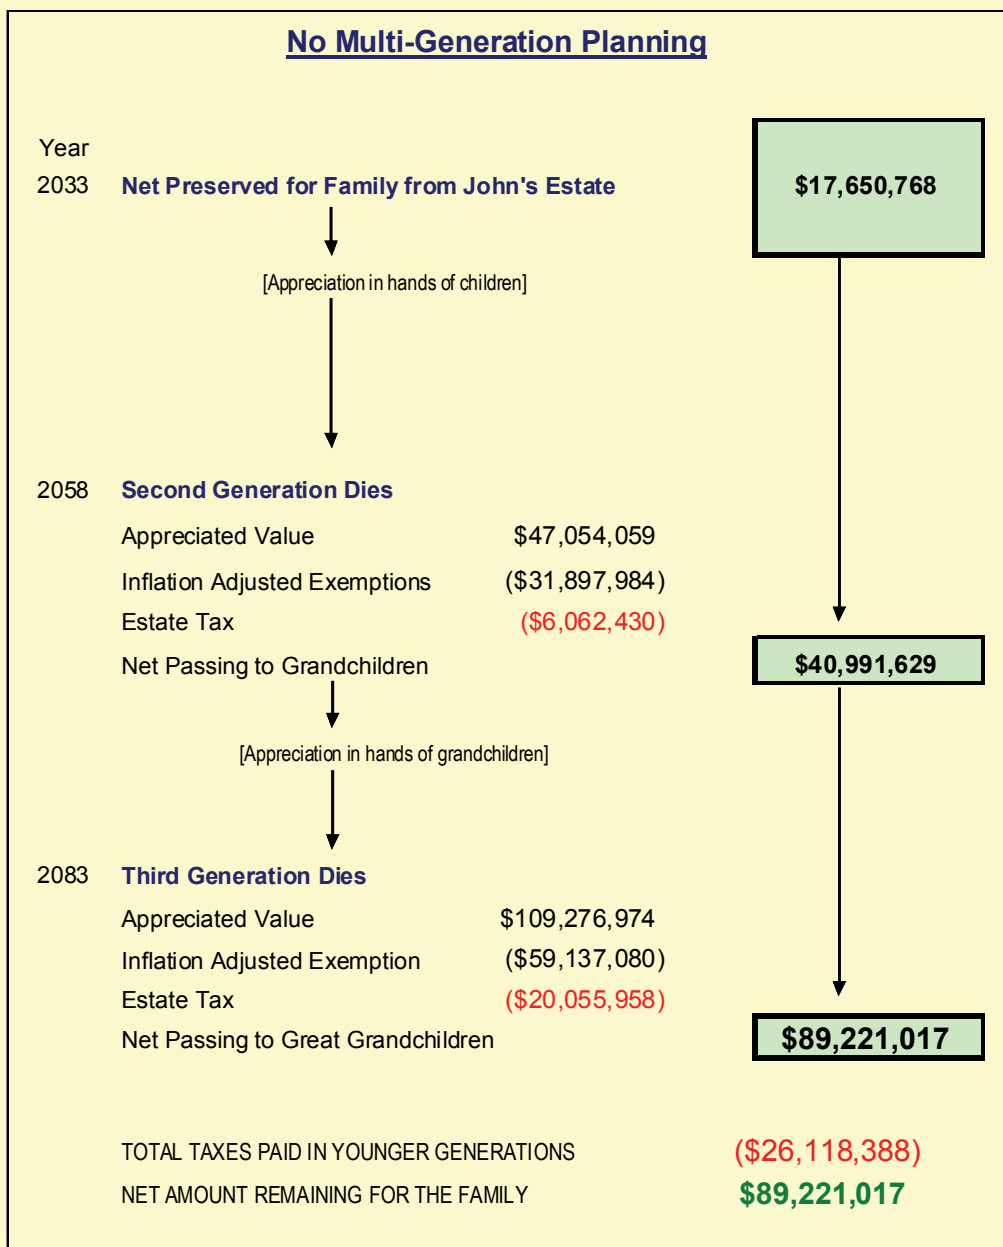 No Multi-Generation Planning
Year
2033 Net Preserved for Family from John's Estate $17,650,768
[Appreciation in hands of children]
2058 Second Generation Dies
Appreciated Value $47,054,059
Inflation Adjusted Exemptions ($31,897,984)
Estate Tax ($6,062,430)
Net Passing to Grandchildren $40,991,629
[Appreciation in hands of grandchildren]
2083 Third Generation Dies
Appreciated Value $109,276,974
Inflation Adjusted Exemption ($59,137,080)
Estate Tax ($20,055,958)
Net Passing to Great Grandchildren $89,221,017
TOTAL TAXES PAID IN YOUNGER GENERATIONS ($26,118,388)
NET AMOUNT REMAINING FOR THE FAMILY $89,221,017